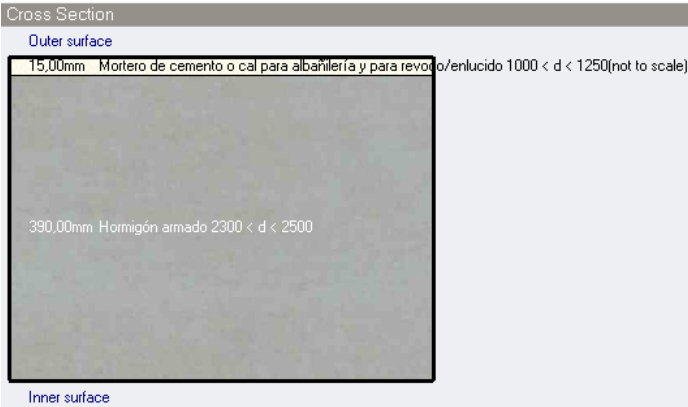 Cross Section
Outer surface
15,00mm Mortero de cemento o cal para albañilería y para revoco/enlucido 1000 < d < 1250(not to scale)
390,00mm Hormigón armado 2300 < d < 2500
Inner surface